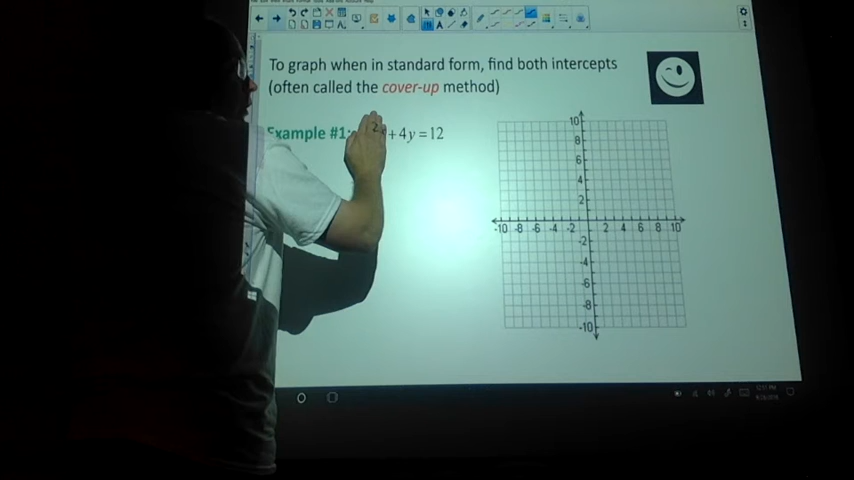 To graph when in standard form, find both intercepts
(often called the cover-up method)
Example #1: 2x + 4y = 12
10
8
6
4
2
-10 -8 -6 -4 -2 2 4 6 8 10
-2
-4
-6
-8
-10